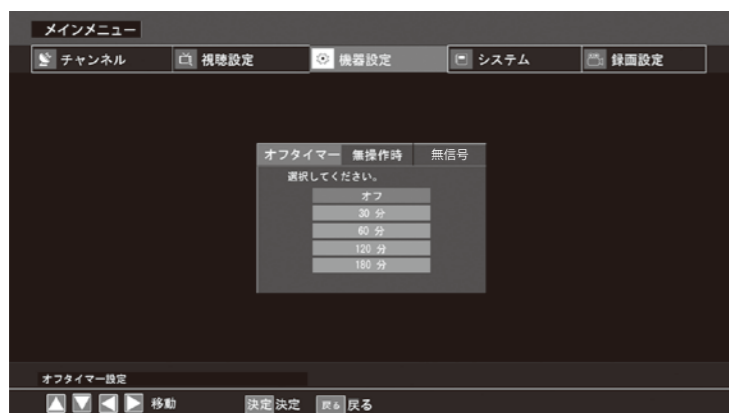 メインメニュー
チャンネル 視聴設定 機器設定 システム 録画設定
オフタイマー 無操作時 無信号
選択してください。
オフ
30 分
60 分
120 分
180 分
オフタイマー設定
移動 決定 決定 戻る 戻る